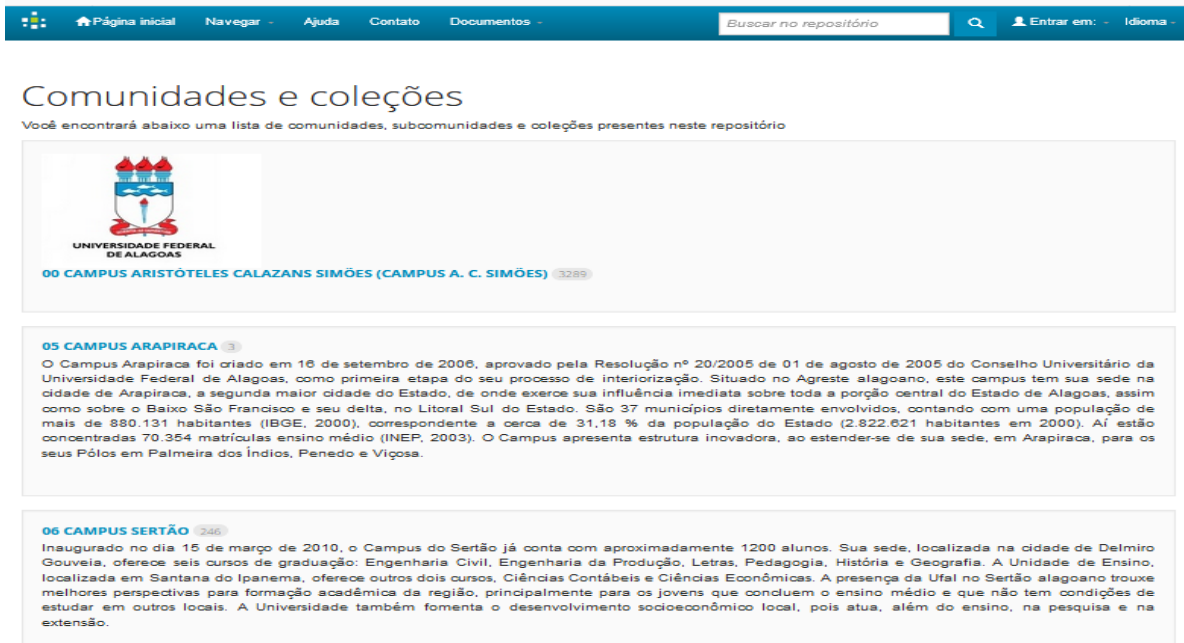 Página inicial Navegar Ajuda Contato Documentos Buscar no repositório Entrar em: Idioma
Comunidades e coleções
Você encontrará abaixo uma lista de comunidades, subcomunidades e coleções presentes neste repositório
UNIVERSIDADE FEDERAL
DE ALAGOAS
00 CAMPUS ARISTÓTELES CALAZANS SIMÕES (CAMPUS A. C. SIMÕES) 3289
05 CAMPUS ARAPIRACA 3
O Campus Arapiraca foi criado em 16 de setembro de 2006, aprovado pela Resolução nº 20/2005 de 01 de agosto de 2005 do Conselho Universitário da
Universidade Federal de Alagoas, como primeira etapa do seu processo de interiorização. Situado no Agreste alagoano, este campus tem sua sede na
cidade de Arapiraca, a segunda maior cidade do Estado, de onde exerce sua influência imediata sobre toda a porção central do Estado de Alagoas, assim
como sobre o Baixo São Francisco e seu delta, no Litoral Sul do Estado. São 37 municípios diretamente envolvidos, contando com uma população de
mais de 880.131 habitantes (IBGE, 2000), correspondente a cerca de 31,18 % da população do Estado (2.822.621 habitantes em 2000). Aí estão
concentradas 70.354 matrículas ensino médio (INEP, 2003). O Campus apresenta estrutura inovadora, ao estender-se de sua sede, em Arapiraca, para os
seus Pólos em Palmeira dos Índios, Penedo e Viçosa.
06 CAMPUS SERTÃO 246
Inaugurado no dia 15 de março de 2010, o Campus do Sertão já conta com aproximadamente 1200 alunos. Sua sede, localizada na cidade de Delmiro
Gouveia, oferece seis cursos de graduação: Engenharia Civil, Engenharia da Produção, Letras, Pedagogia, História e Geografia. A Unidade de Ensino,
localizada em Santana do Ipanema, oferece outros dois cursos, Ciências Contábeis e Ciências Econômicas. A presença da Ufal no Sertão alagoano trouxe
melhores perspectivas para formação acadêmica da região, principalmente para os jovens que concluem o ensino médio e que não tem condições de
estudar em outros locais. A Universidade também fomenta o desenvolvimento socioeconômico local, pois atua, além do ensino, na pesquisa e na
extensão.